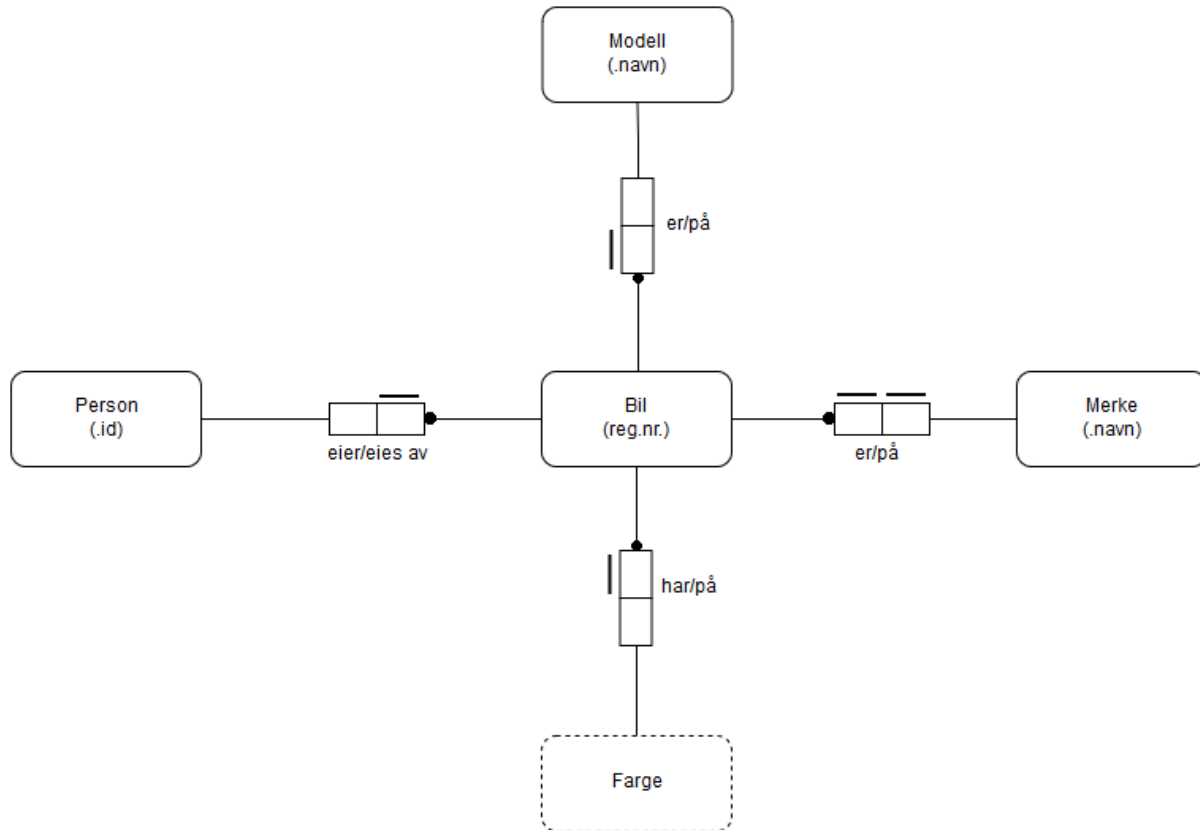 Modell
(.navn)
er/på
Person
(.id)
eier/eies av
Bil
(reg.nr.)
er/på
Merke
(.navn)
har/på
Farge